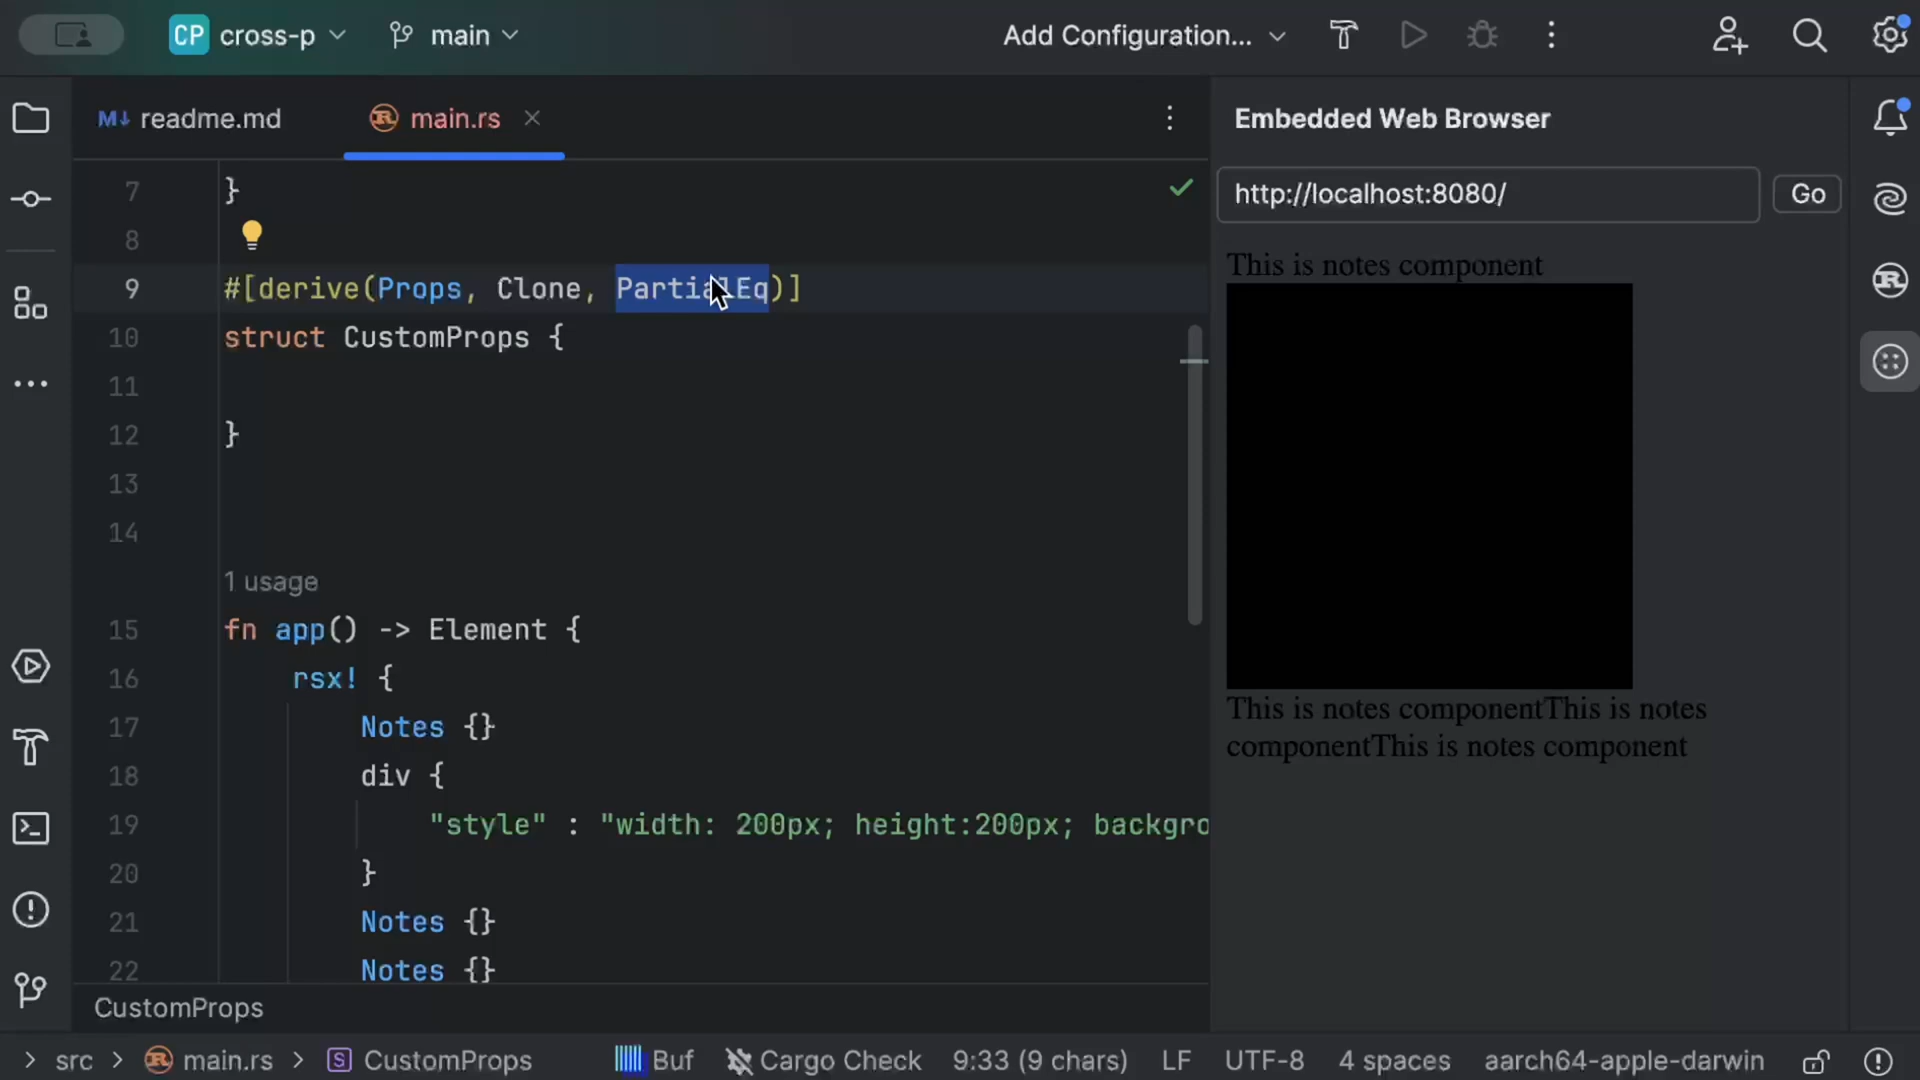 CP cross-p main Add Configuration...
M↓ readme.md main.rs
Embedded Web Browser
http://localhost:8080/ Go
7 }
8
9 #[derive(Props, Clone, PartialEq)]
10 struct CustomProps {
11
12 }
13
14
1 usage
15 fn app() -> Element {
16 rsx! {
17 Notes {}
18 div {
19 "style" : "width: 200px; height:200px; backgro
20 }
21 Notes {}
22 Notes {}
This is notes component
This is notes componentThis is notes
componentThis is notes component
CustomProps
> src > main.rs > S CustomProps Buf Cargo Check 9:33 (9 chars) LF UTF-8 4 spaces aarch64-apple-darwin